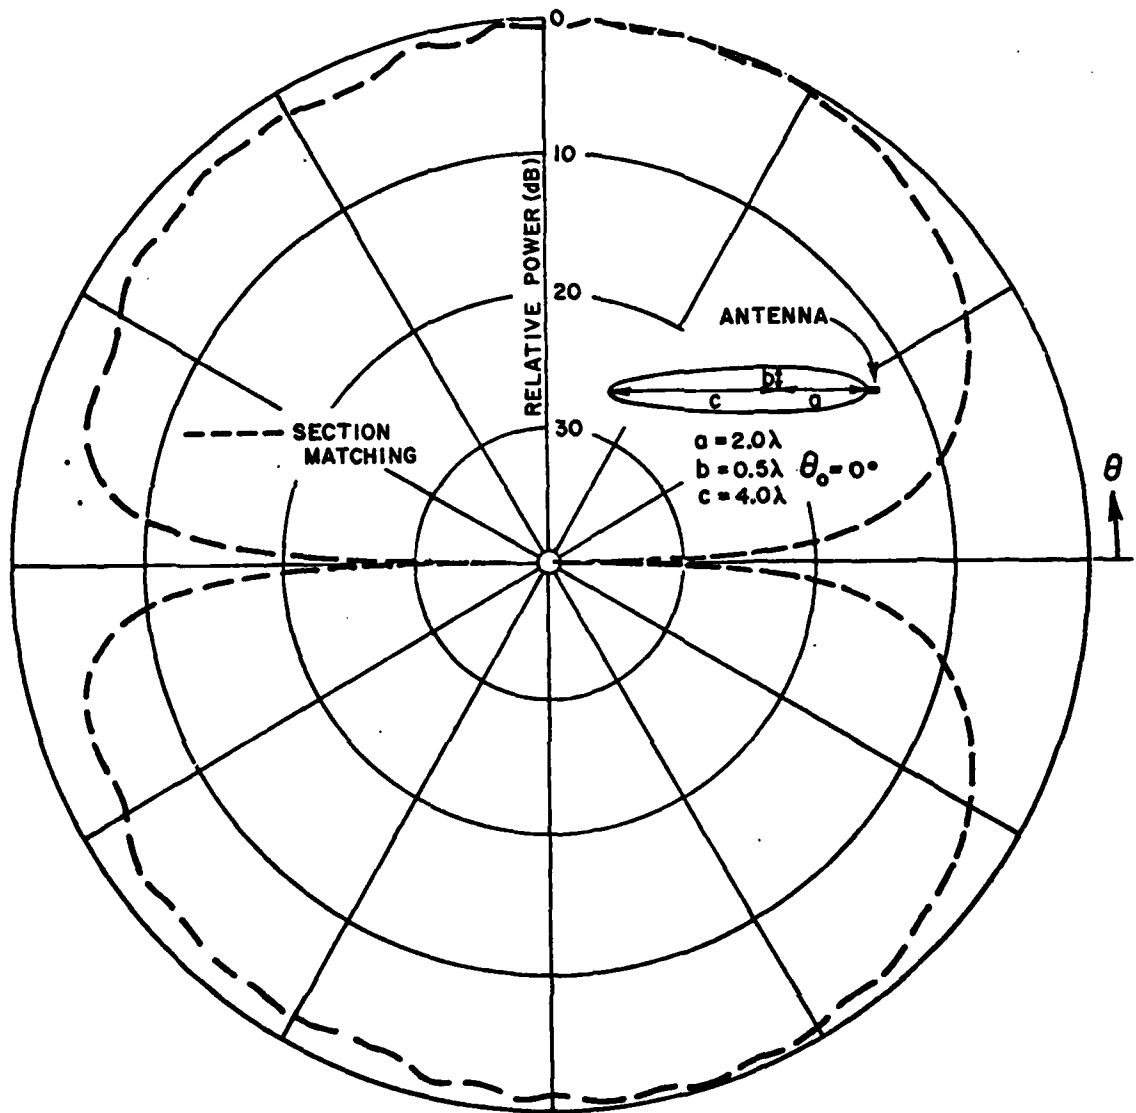 0
10
RELATIVE POWER (dB)
20
ANTENNA
b
c
a
30
SECTION
MATCHING
a = 2.0λ
b = 0.5λ θₒ = 0°
c = 4.0λ
θ